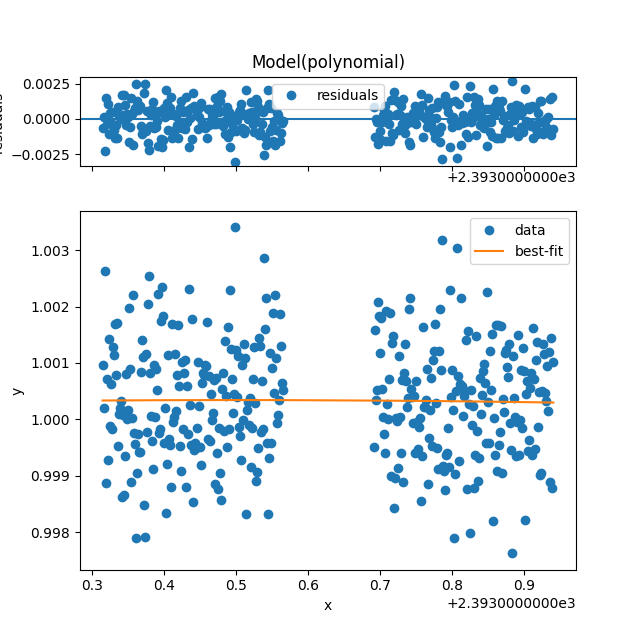 Model(polynomial)
0.0025
0.0000
−0.0025
residuals
+2.3930000000e3
1.003
1.002
1.001
1.000
0.999
0.998
y
data
best-fit
0.3
0.4
0.5
0.6
0.7
0.8
0.9
x
+2.3930000000e3